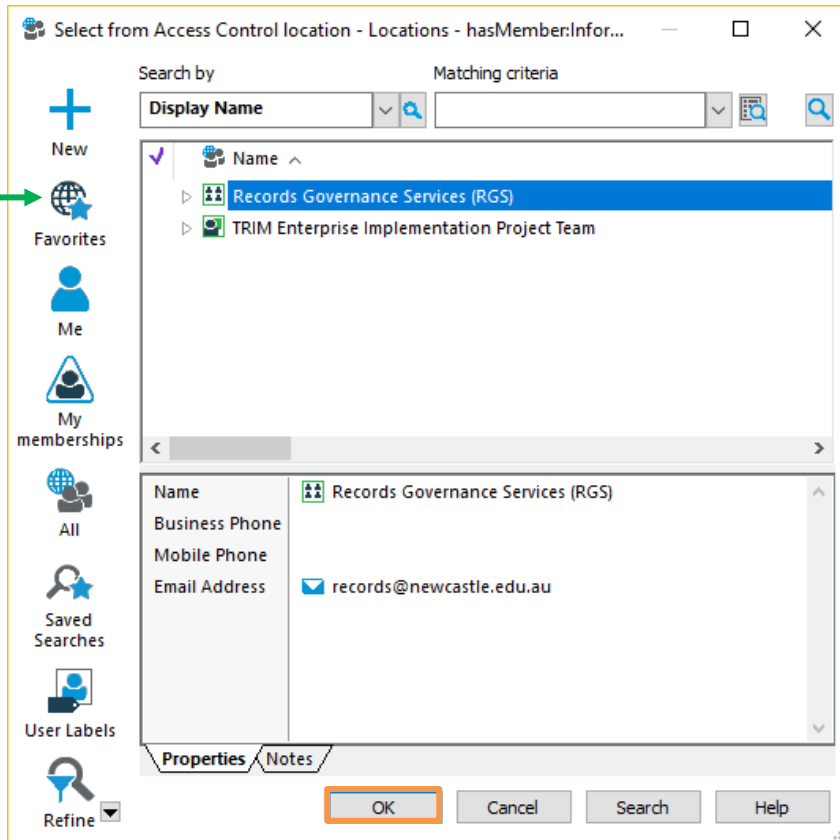 Select from Access Control location - Locations - hasMember:Infor...
Search by
Matching criteria
Display Name
New
Favorites
Me
My
memberships
All
Saved
Searches
User Labels
Refine
Name
Records Governance Services (RGS)
TRIM Enterprise Implementation Project Team
Name
Records Governance Services (RGS)
Business Phone
Mobile Phone
Email Address
records@newcastle.edu.au
Properties
Notes
OK
Cancel
Search
Help